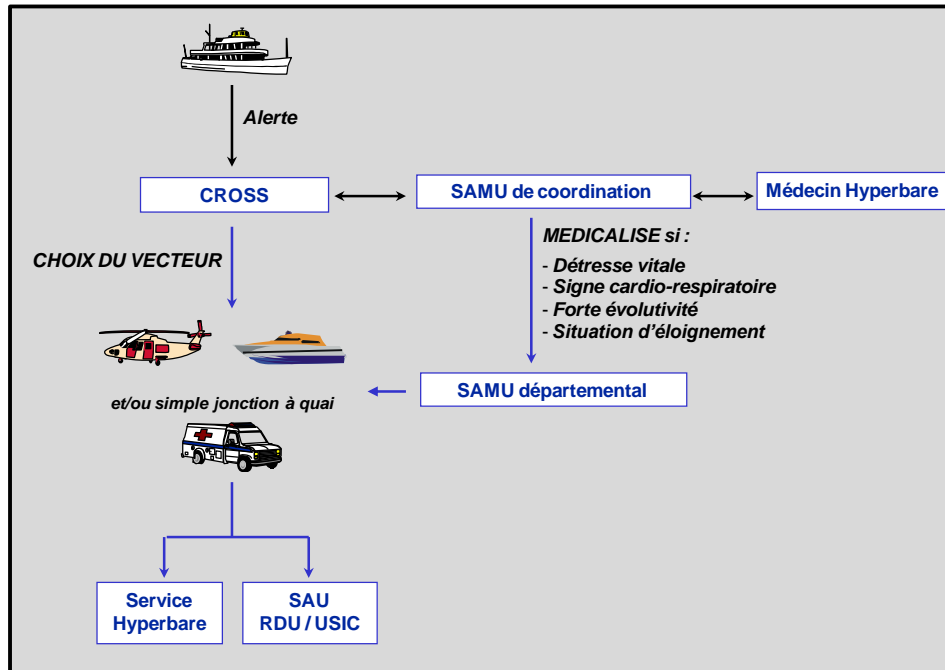 Alerte
CROSS
SAMU de coordination
Médecin Hyperbare
CHOIX DU VECTEUR
MEDICALISE si :
- Détresse vitale
- Signe cardio-respiratoire
- Forte évolutivité
- Situation d'éloignement
SAMU départemental
et/ou simple jonction à quai
Service
Hyperbare
SAU
RDU / USIC